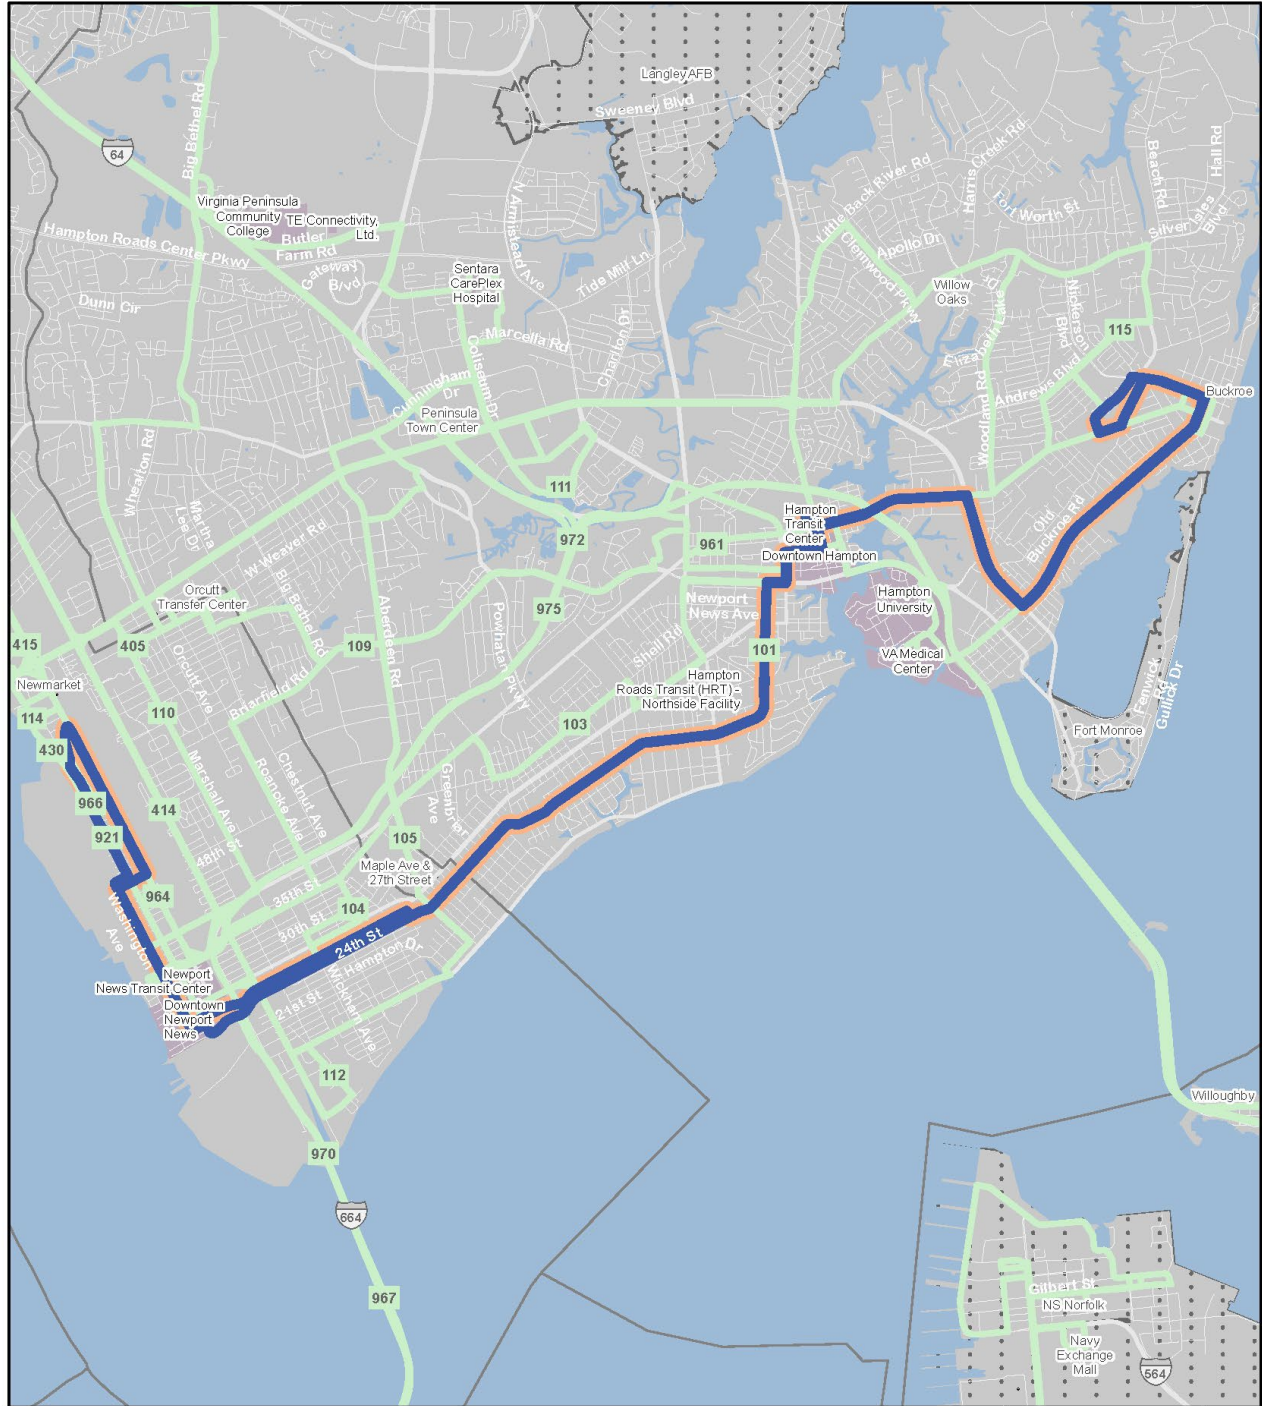 Langley AFB
Sweeney Blvd
64
Big Bethel Rd
Virginia Peninsula
Community
College
TE Connectivity,
Ltd.
Butler
Farm Rd
Hampton Roads Center Pkwy
Gateway
Blvd
Dunn Cir
N Armistead Ave
Tide Mill Ln
Sentara
CarePlex
Hospital
Marcella Rd
Charlton Dr
Coliseum Dr
Cunningham
Dr
Peninsula
Town Center
Little Back River Rd
Harris Creek Rd
Fort Worth St
Beach Rd
Hall Rd
Silver Isles
Blvd
Apollo Dr
Clemwood Pkwy
Willow
Oaks
Elizabeth Lake
Dr
Nickerson
Blvd
115
Andrews Blvd
Woodland Rd
Buckroe
Old
Buckroe Rd
Wheaton Rd
Martha
Lee Dr
W Weaver Rd
Big Bethel Rd
111
972
961
Hampton
Transit
Center
Downtown Hampton
Orcutt
Transfer Center
Aberdeen Rd
975
Powhatan Pkwy
Newport
News Ave
Hampton
University
Shell Rd
415
405
109
101
VA Medical
Center
Newmarket
Orcutt Ave
Briarfield Rd
Hampton
Roads Transit (HRT) -
Northside Facility
Fenwick
Rd
Gulick Dr
Fort Monroe
114
110
103
430
Marshall Ave
Chestnut Ave
Roanoke Ave
Greenbriar
Ave
966
414
921
105
48th St
Maple Ave &
27th Street
964
35th St
104
30th St
24th St
Hampton Dr
Washington
Ave
Wickham Ave
21st St
Newport
News Transit Center
Downtown
Newport
News
112
970
664
967
Willoughby
Gilbert St
NS Norfolk
Navy
Exchange
Mall
564